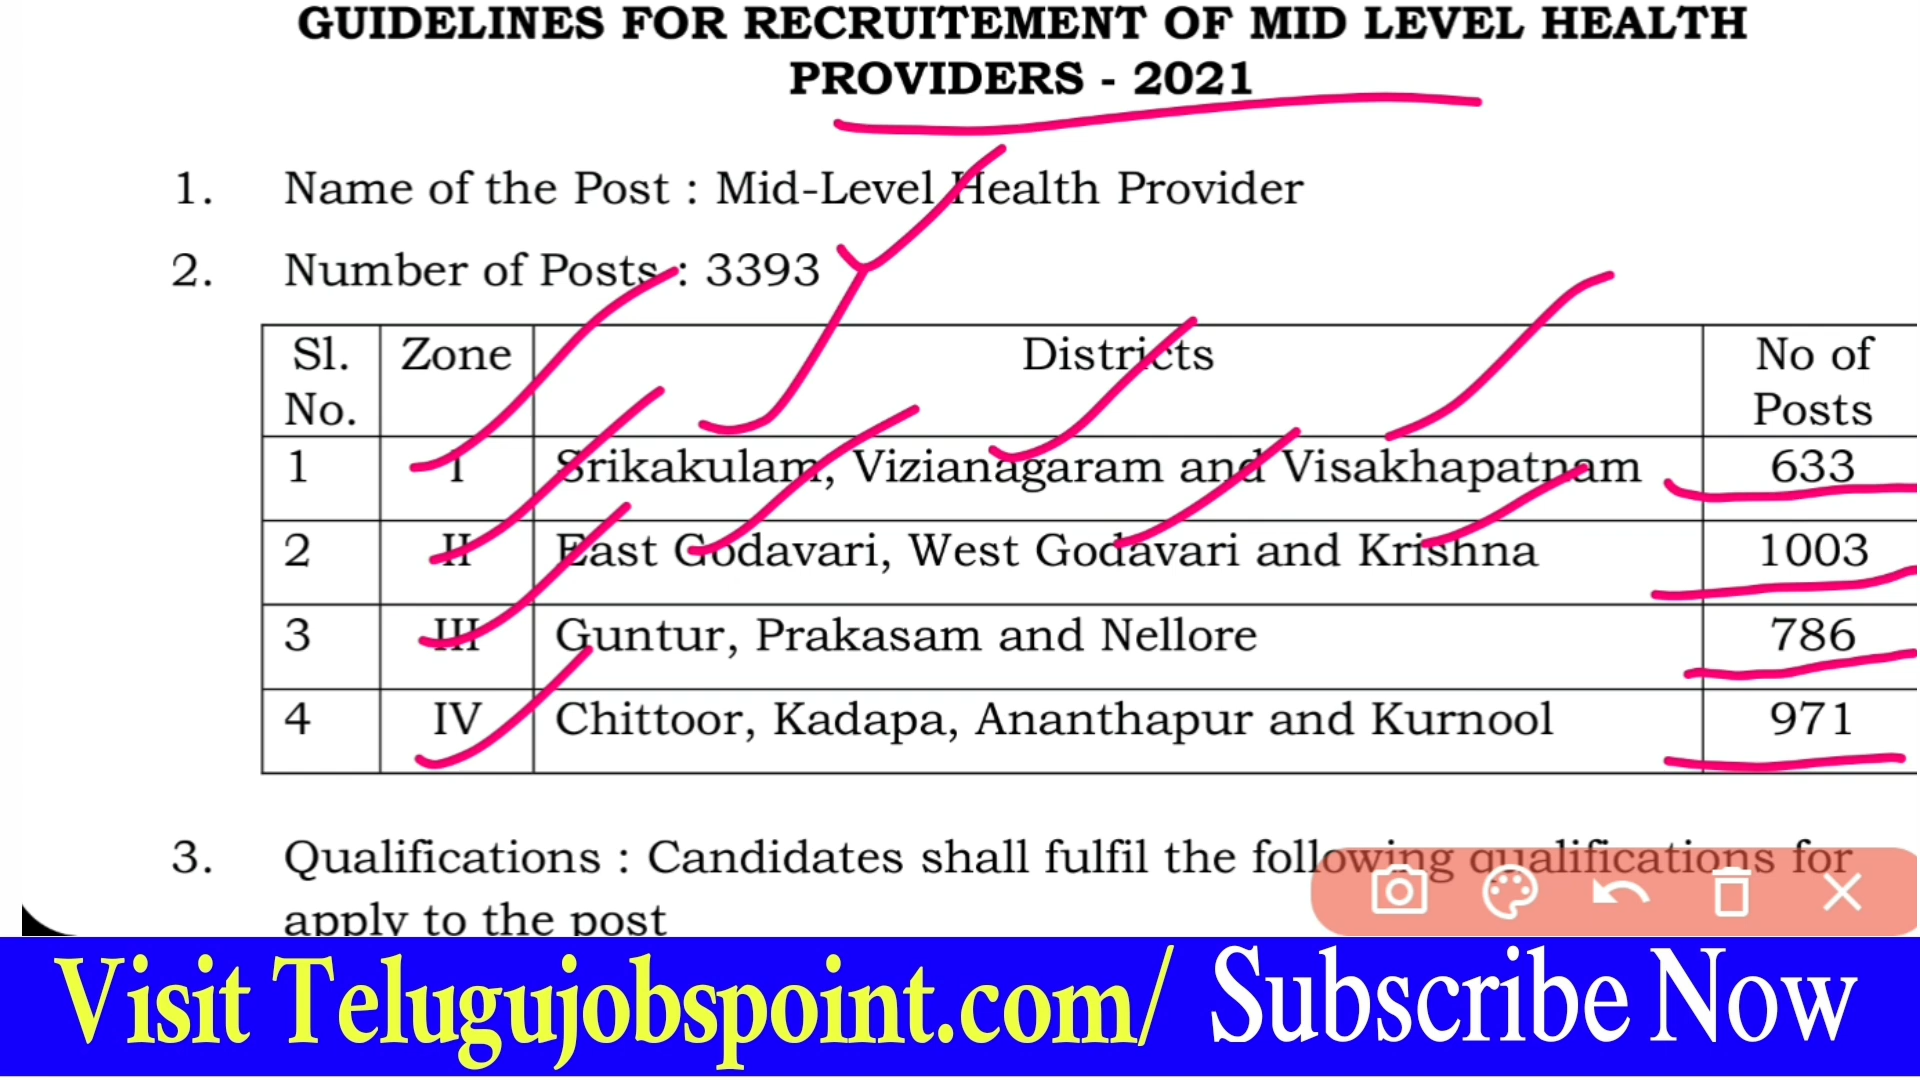 GUIDELINES FOR RECRUITEMENT OF MID LEVEL HEALTH
PROVIDERS - 2021
1. Name of the Post : Mid-Level Health Provider
2. Number of Posts : 3393
Sl. No. Zone Districts No of Posts
1 I Srikakulam, Vizianagaram and Visakhapatnam 633
2 II East Godavari, West Godavari and Krishna 1003
3 III Guntur, Prakasam and Nellore 786
4 IV Chittoor, Kadapa, Ananthapur and Kurnool 971
3. Qualifications : Candidates shall fulfil the following qualifications for
apply to the post
Visit Telugujobspoint.com/ Subscribe Now